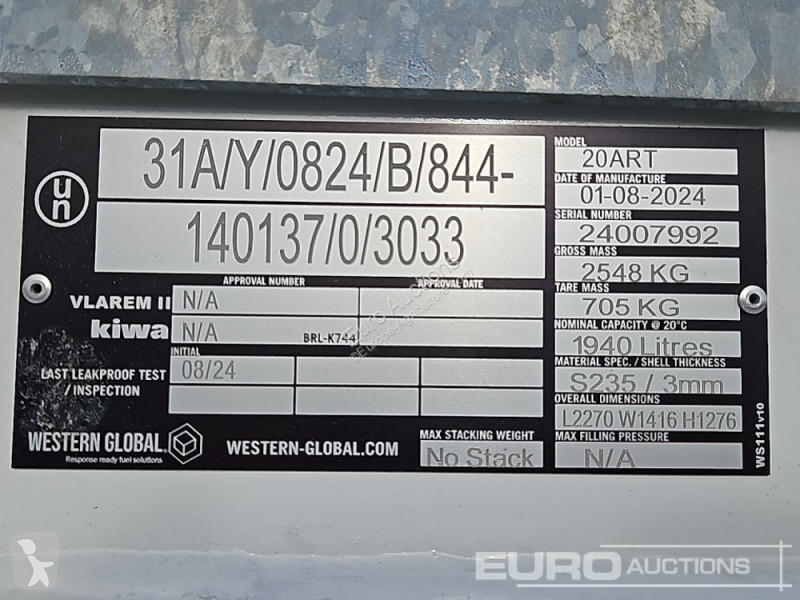 un
31A/Y/0824/B/844-
140137/0/3033
APPROVAL NUMBER
APPROVAL DATE
VLAREM II
N/A
kiwa
N/A
BRL-K744
INITIAL
LAST LEAKPROOF TEST
/ INSPECTION
08/24
WESTERN GLOBAL
Response ready fuel solutions
WESTERN-GLOBAL.COM
MAX STACKING WEIGHT
No Stack
MODEL
20ART
DATE OF MANUFACTURE
01-08-2024
SERIAL NUMBER
24007992
GROSS MASS
2548 KG
TARE MASS
705 KG
NOMINAL CAPACITY @ 20°C
1940 Litres
MATERIAL SPEC. / SHELL THICKNESS
S235 / 3mm
OVERALL DIMENSIONS
L2270 W1416 H1276
MAX FILLING PRESSURE
N/A
WS111v10
Euro Auctions
EURO AUCTIONS